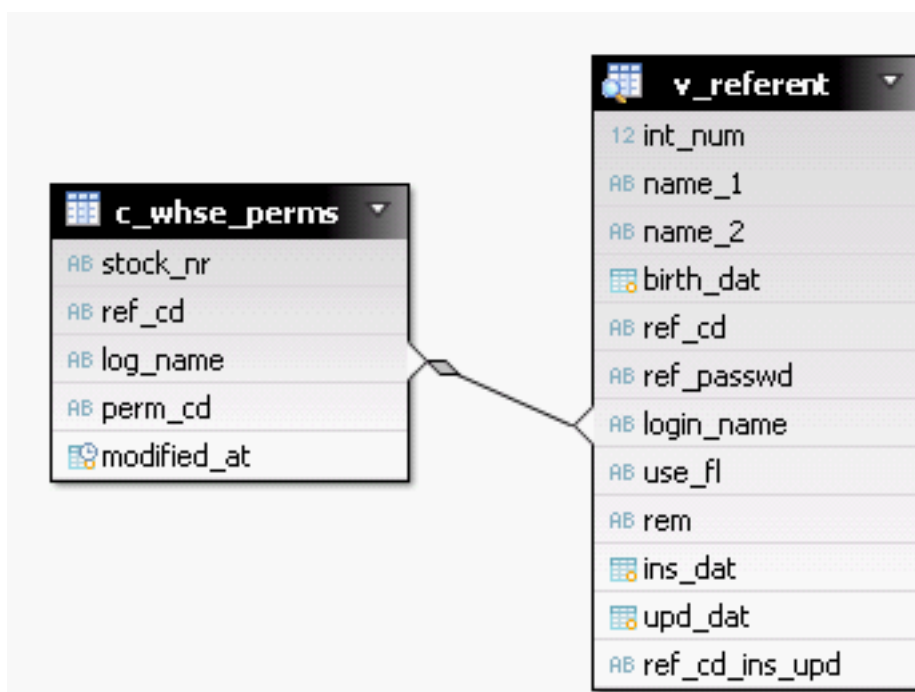 c_whse_perms
AB stock_nr
AB ref_cd
AB log_name
AB perm_cd
modified_at
v_referent
12 int_num
AB name_1
AB name_2
birth_dat
AB ref_cd
AB ref_passwd
AB login_name
AB use_fl
AB rem
ins_dat
upd_dat
AB ref_cd_ins_upd